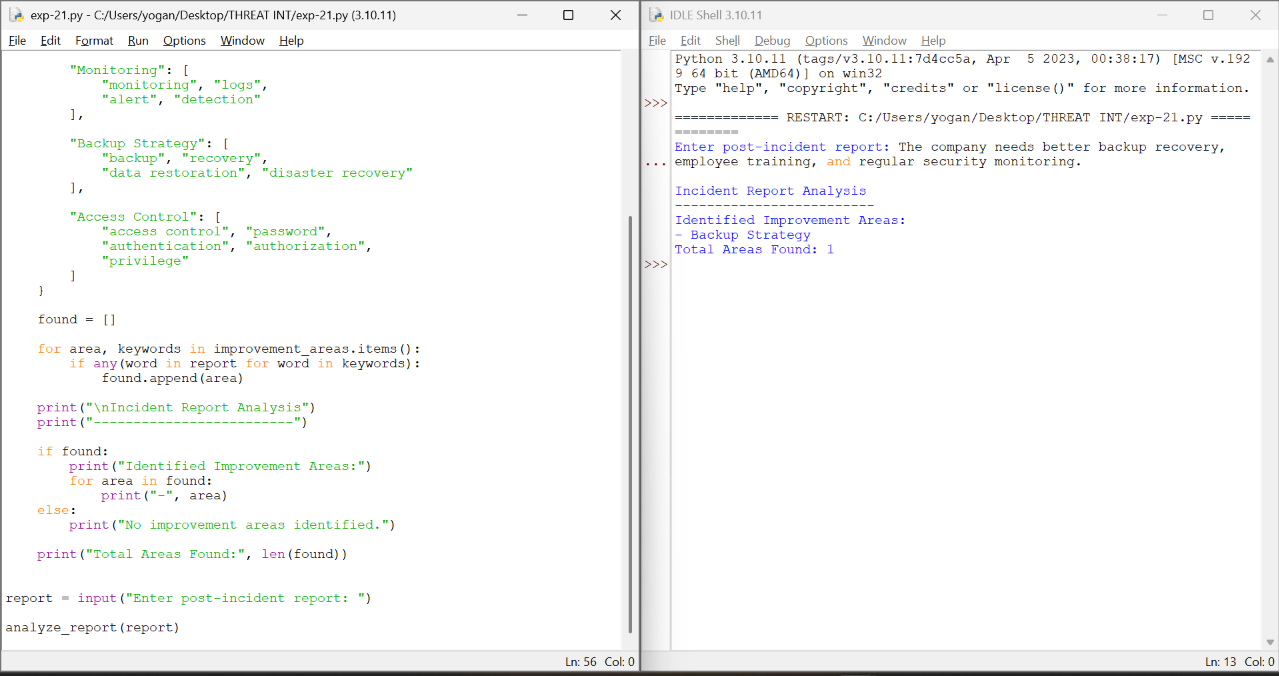 exp-21.py - C:/Users/yogan/Desktop/THREAT INT/exp-21.py (3.10.11)
File Edit Format Run Options Window Help
"Monitoring": [
"monitoring", "logs",
"alert", "detection"
],
"Backup Strategy": [
"backup", "recovery",
"data restoration", "disaster recovery"
],
"Access Control": [
"access control", "password",
"authentication", "authorization",
"privilege"
]
}
found = []
for area, keywords in improvement_areas.items():
if any(word in report for word in keywords):
found.append(area)
print("\nIncident Report Analysis")
print("-------------------------")
if found:
print("Identified Improvement Areas:")
for area in found:
print("-", area)
else:
print("No improvement areas identified.")
print("Total Areas Found:", len(found))
report = input("Enter post-incident report: ")
analyze_report(report)
Ln: 56 Col: 0
IDLE Shell 3.10.11
File Edit Shell Debug Options Window Help
Python 3.10.11 (tags/v3.10.11:7d4cc5a, Apr  5 2023, 00:38:17) [MSC v.192
9 64 bit (AMD64)] on win32
Type "help", "copyright", "credits" or "license()" for more information.
>>>
============= RESTART: C:/Users/yogan/Desktop/THREAT INT/exp-21.py =====
========
Enter post-incident report: The company needs better backup recovery,
... employee training, and regular security monitoring.
Incident Report Analysis
-------------------------
Identified Improvement Areas:
- Backup Strategy
Total Areas Found: 1
>>>
Ln: 13 Col: 0